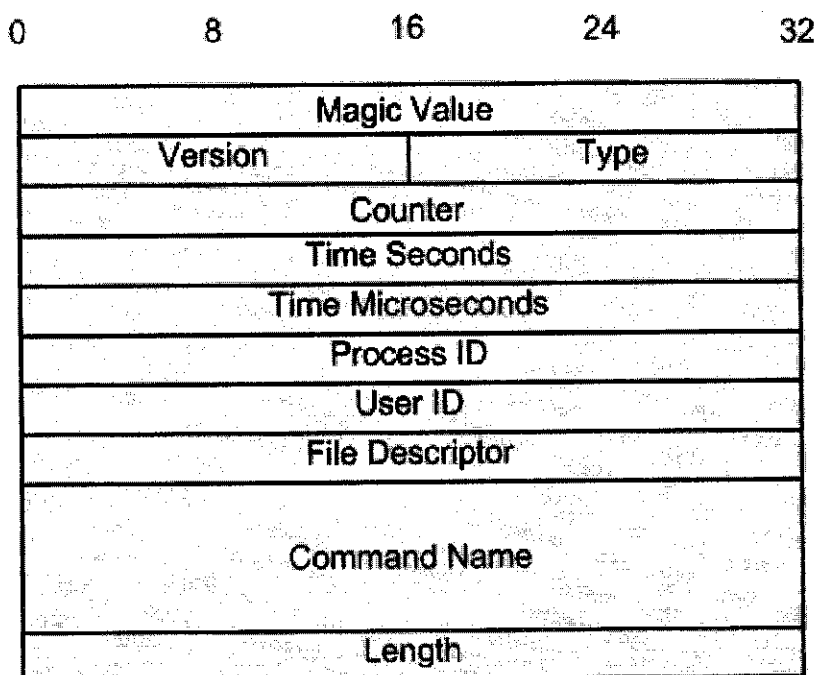 0 8 16 24 32
Magic Value
Version Type
Counter
Time Seconds
Time Microseconds
Process ID
User ID
File Descriptor
Command Name
Length